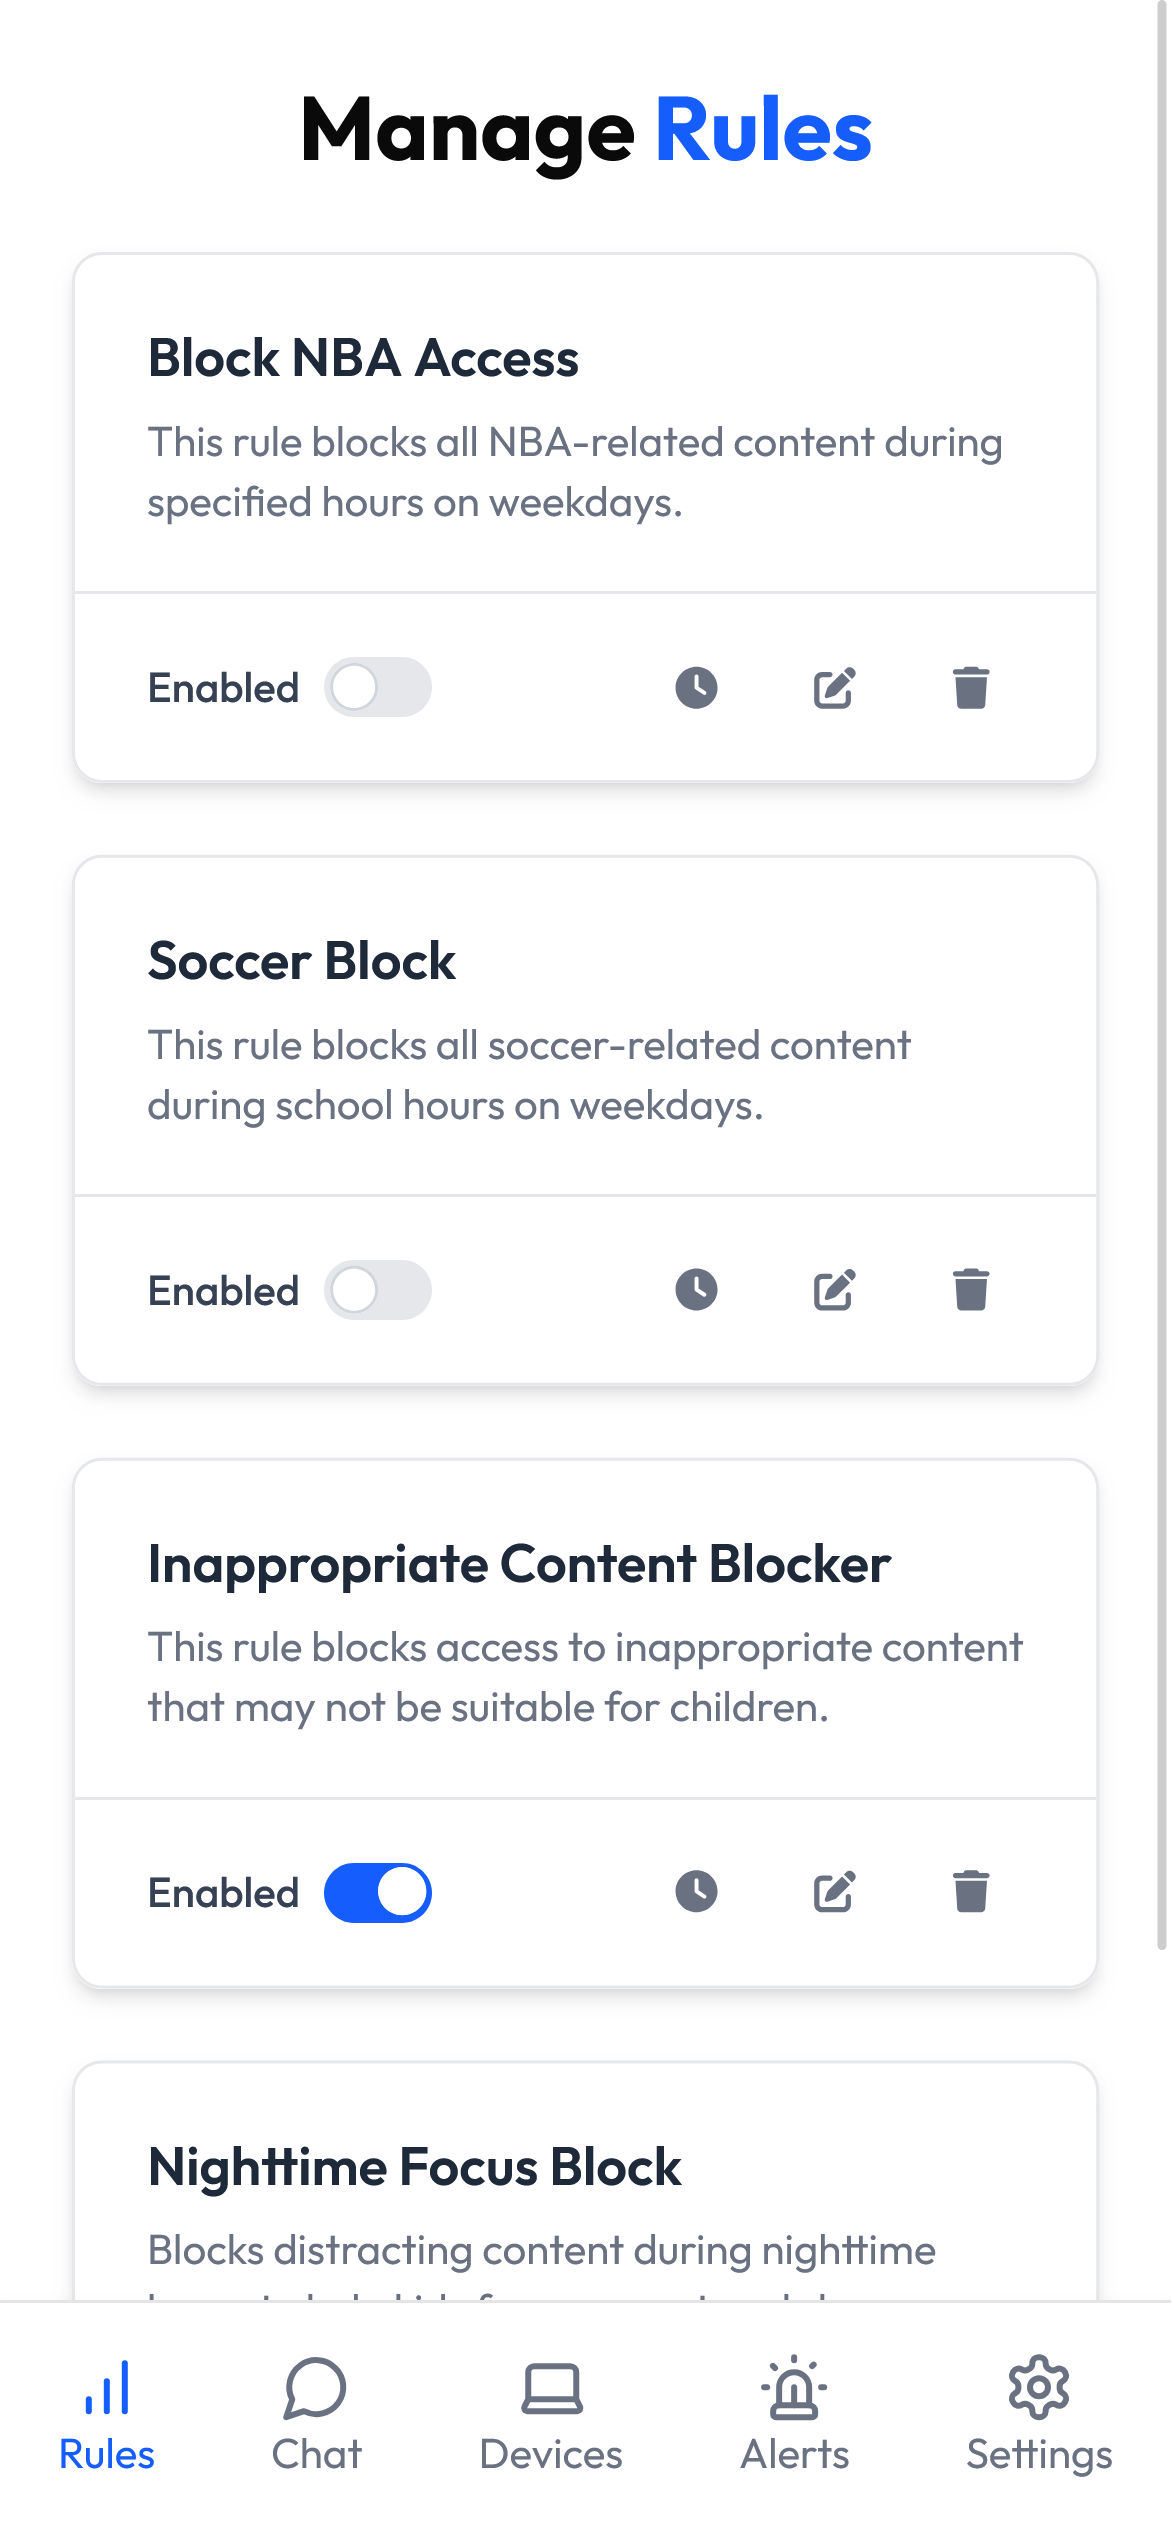 Manage Rules
Block NBA Access
This rule blocks all NBA-related content during
specified hours on weekdays.
Enabled
Soccer Block
This rule blocks all soccer-related content
during school hours on weekdays.
Enabled
Inappropriate Content Blocker
This rule blocks access to inappropriate content
that may not be suitable for children.
Enabled
Nighttime Focus Block
Blocks distracting content during nighttime
Rules
Chat
Devices
Alerts
Settings